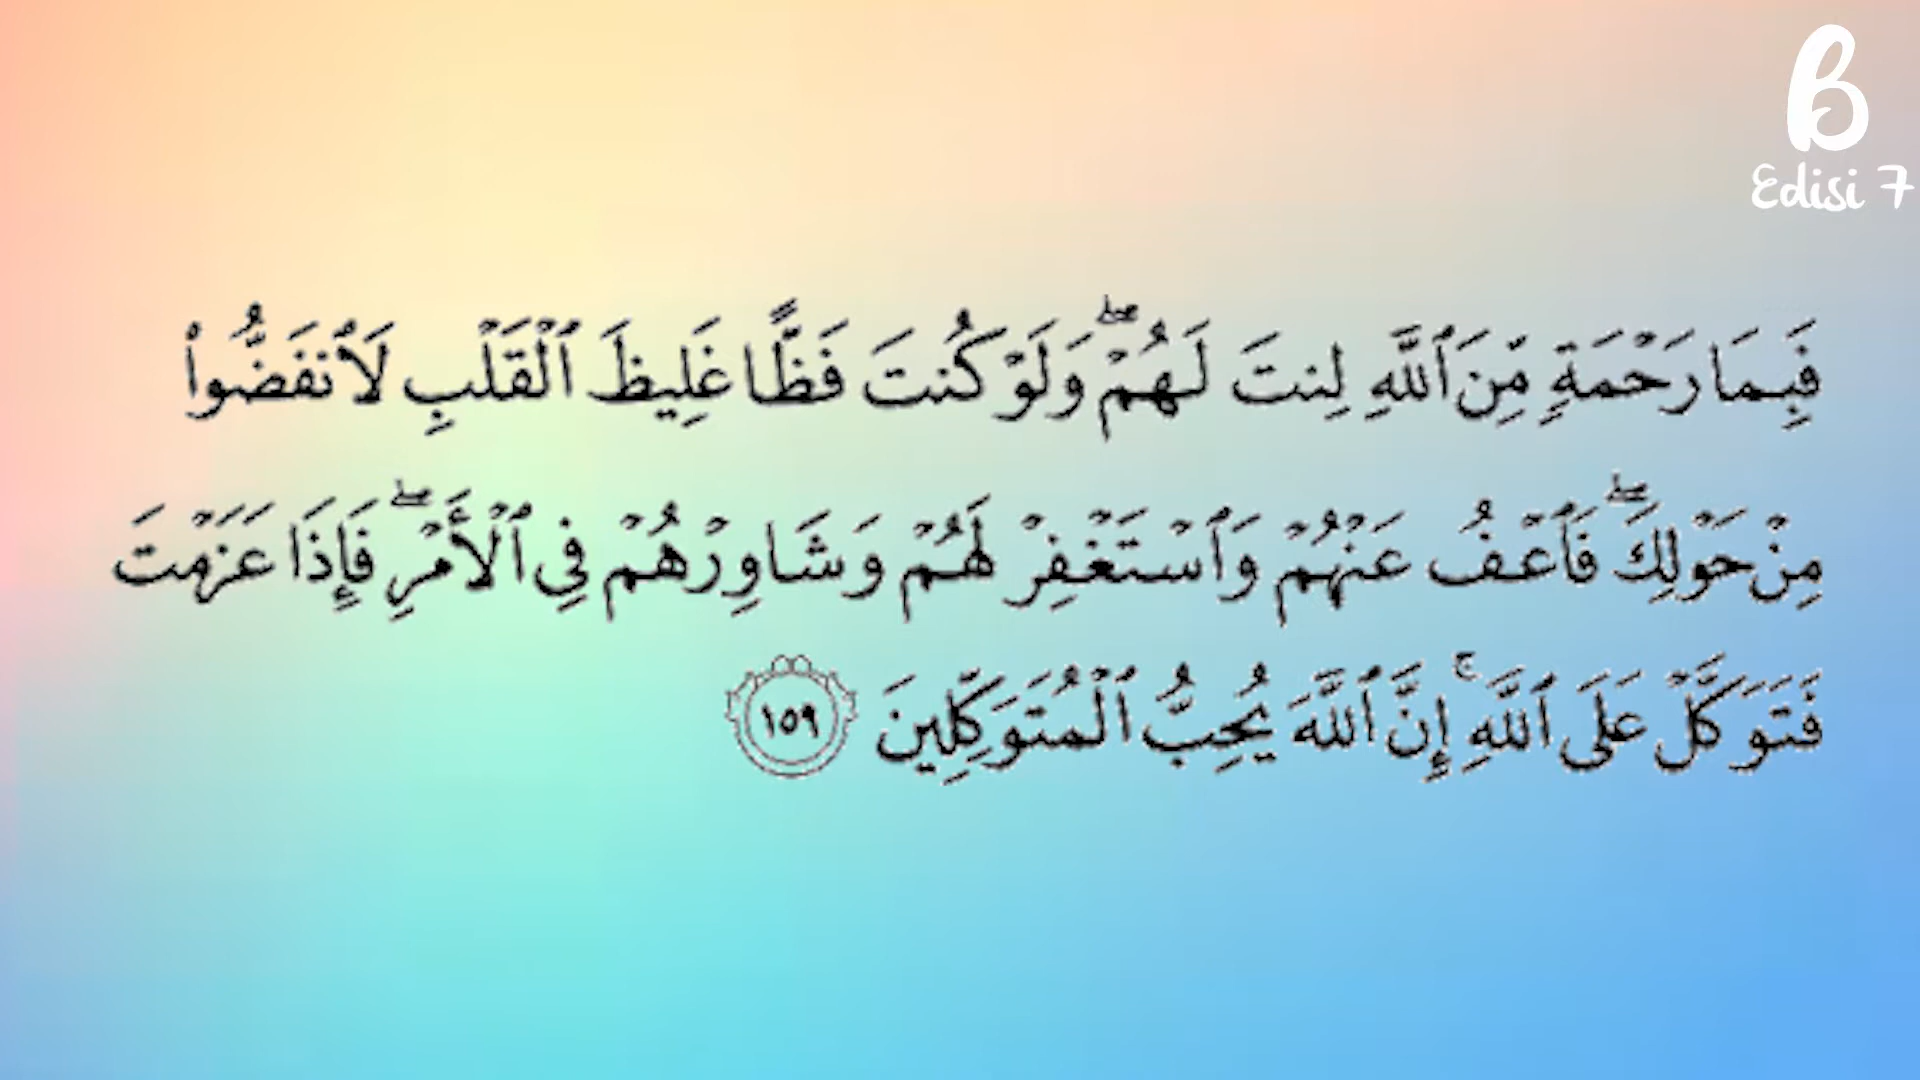 B
Edisi 7
فَبِمَا رَحْمَةٍ مِّنَ ٱللَّهِ لِنتَ لَهُمْ ۖ وَلَوْ كُنتَ فَظًّا غَلِيظَ ٱلْقَلْبِ لَٱنفَضُّوا۟
مِنْ حَوْلِكَ ۖ فَٱعْفُ عَنْهُمْ وَٱسْتَغْفِرْ لَهُمْ وَشَاوِرْهُمْ فِى ٱلْأَمْرِ ۖ فَإِذَا عَزَمْتَ
فَتَوَكَّلْ عَلَى ٱللَّهِ ۚ إِنَّ ٱللَّهَ يُحِبُّ ٱلْمُتَوَكِّلِينَ ١٥٩